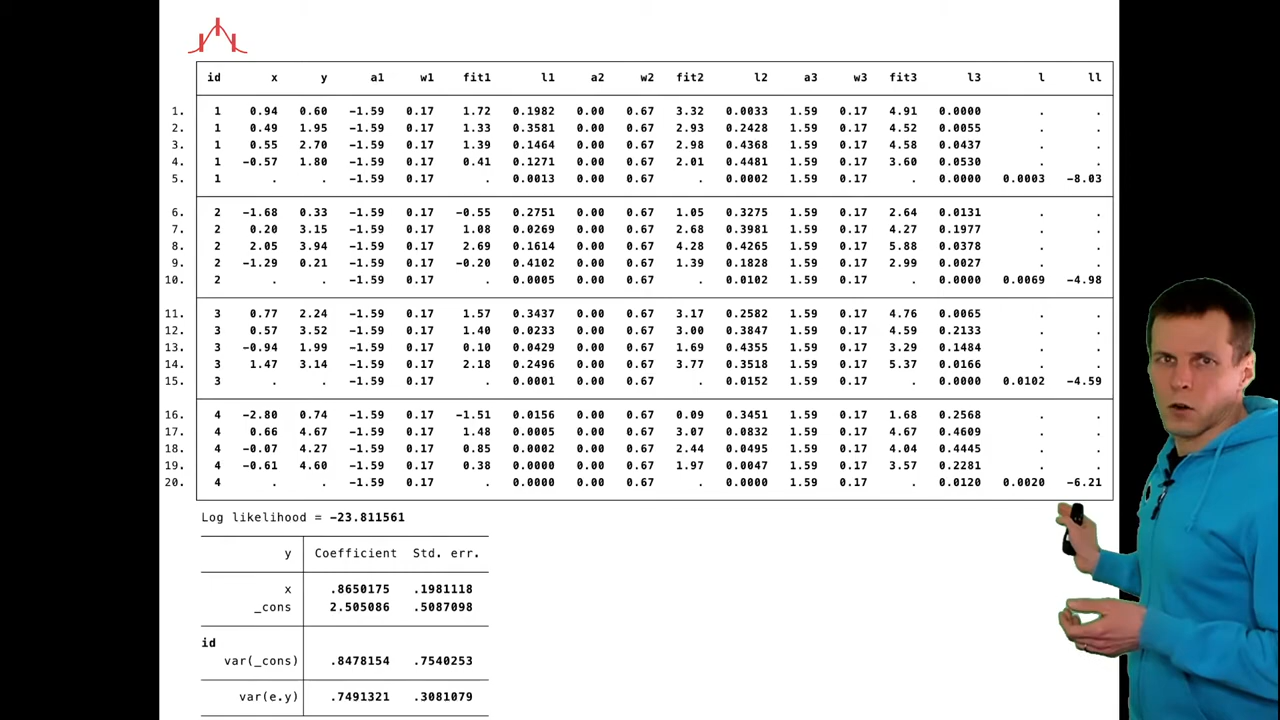 id x y a1 w1 fit1 l1 a2 w2 fit2 l2 a3 w3 fit3 l3 l ll
1. 1 0.94 0.60 −1.59 0.17 1.72 0.1982 0.00 0.67 3.32 0.0033 1.59 0.17 4.91 0.0000 . .
2. 1 0.49 1.95 −1.59 0.17 1.33 0.3581 0.00 0.67 2.93 0.2428 1.59 0.17 4.52 0.0055 . .
3. 1 0.55 2.70 −1.59 0.17 1.39 0.1464 0.00 0.67 2.98 0.4368 1.59 0.17 4.58 0.0437 . .
4. 1 −0.57 1.80 −1.59 0.17 0.41 0.1271 0.00 0.67 2.01 0.4481 1.59 0.17 3.60 0.0530 . .
5. 1 . . −1.59 0.17 . 0.0013 0.00 0.67 . 0.0002 1.59 0.17 . 0.0000 0.0003 −8.03
6. 2 −1.68 0.33 −1.59 0.17 −0.55 0.2751 0.00 0.67 1.05 0.3275 1.59 0.17 2.64 0.0131 . .
7. 2 0.20 3.15 −1.59 0.17 1.08 0.0269 0.00 0.67 2.68 0.3981 1.59 0.17 4.27 0.1977 . .
8. 2 2.05 3.94 −1.59 0.17 2.69 0.1614 0.00 0.67 4.28 0.4265 1.59 0.17 5.88 0.0378 . .
9. 2 −1.29 0.21 −1.59 0.17 −0.20 0.4102 0.00 0.67 1.39 0.1828 1.59 0.17 2.99 0.0027 . .
10. 2 . . −1.59 0.17 . 0.0005 0.00 0.67 . 0.0102 1.59 0.17 . 0.0000 0.0069 −4.98
11. 3 0.77 2.24 −1.59 0.17 1.57 0.3437 0.00 0.67 3.17 0.2582 1.59 0.17 4.76 0.0065 . .
12. 3 0.57 3.52 −1.59 0.17 1.40 0.0233 0.00 0.67 3.00 0.3847 1.59 0.17 4.59 0.2133 . .
13. 3 −0.94 1.99 −1.59 0.17 0.10 0.0429 0.00 0.67 1.69 0.4355 1.59 0.17 3.29 0.1484 . .
14. 3 1.47 3.14 −1.59 0.17 2.18 0.2496 0.00 0.67 3.77 0.3518 1.59 0.17 5.37 0.0166 . .
15. 3 . . −1.59 0.17 . 0.0001 0.00 0.67 . 0.0152 1.59 0.17 . 0.0000 0.0102 −4.59
16. 4 −2.80 0.74 −1.59 0.17 −1.51 0.0156 0.00 0.67 0.09 0.3451 1.59 0.17 1.68 0.2568 . .
17. 4 0.66 4.67 −1.59 0.17 1.48 0.0005 0.00 0.67 3.07 0.0832 1.59 0.17 4.67 0.4609 . .
18. 4 −0.07 4.27 −1.59 0.17 0.85 0.0002 0.00 0.67 2.44 0.0495 1.59 0.17 4.04 0.4445 . .
19. 4 −0.61 4.60 −1.59 0.17 0.38 0.0000 0.00 0.67 1.97 0.0047 1.59 0.17 3.57 0.2281 . .
20. 4 . . −1.59 0.17 . 0.0000 0.00 0.67 . 0.0000 1.59 0.17 . 0.0120 0.0020 −6.21
Log likelihood = −23.811561
y Coefficient Std. err.
x .8650175 .1981118
_cons 2.505086 .5087098
id
var(_cons) .8478154 .7540253
var(e.y) .7491321 .3081079